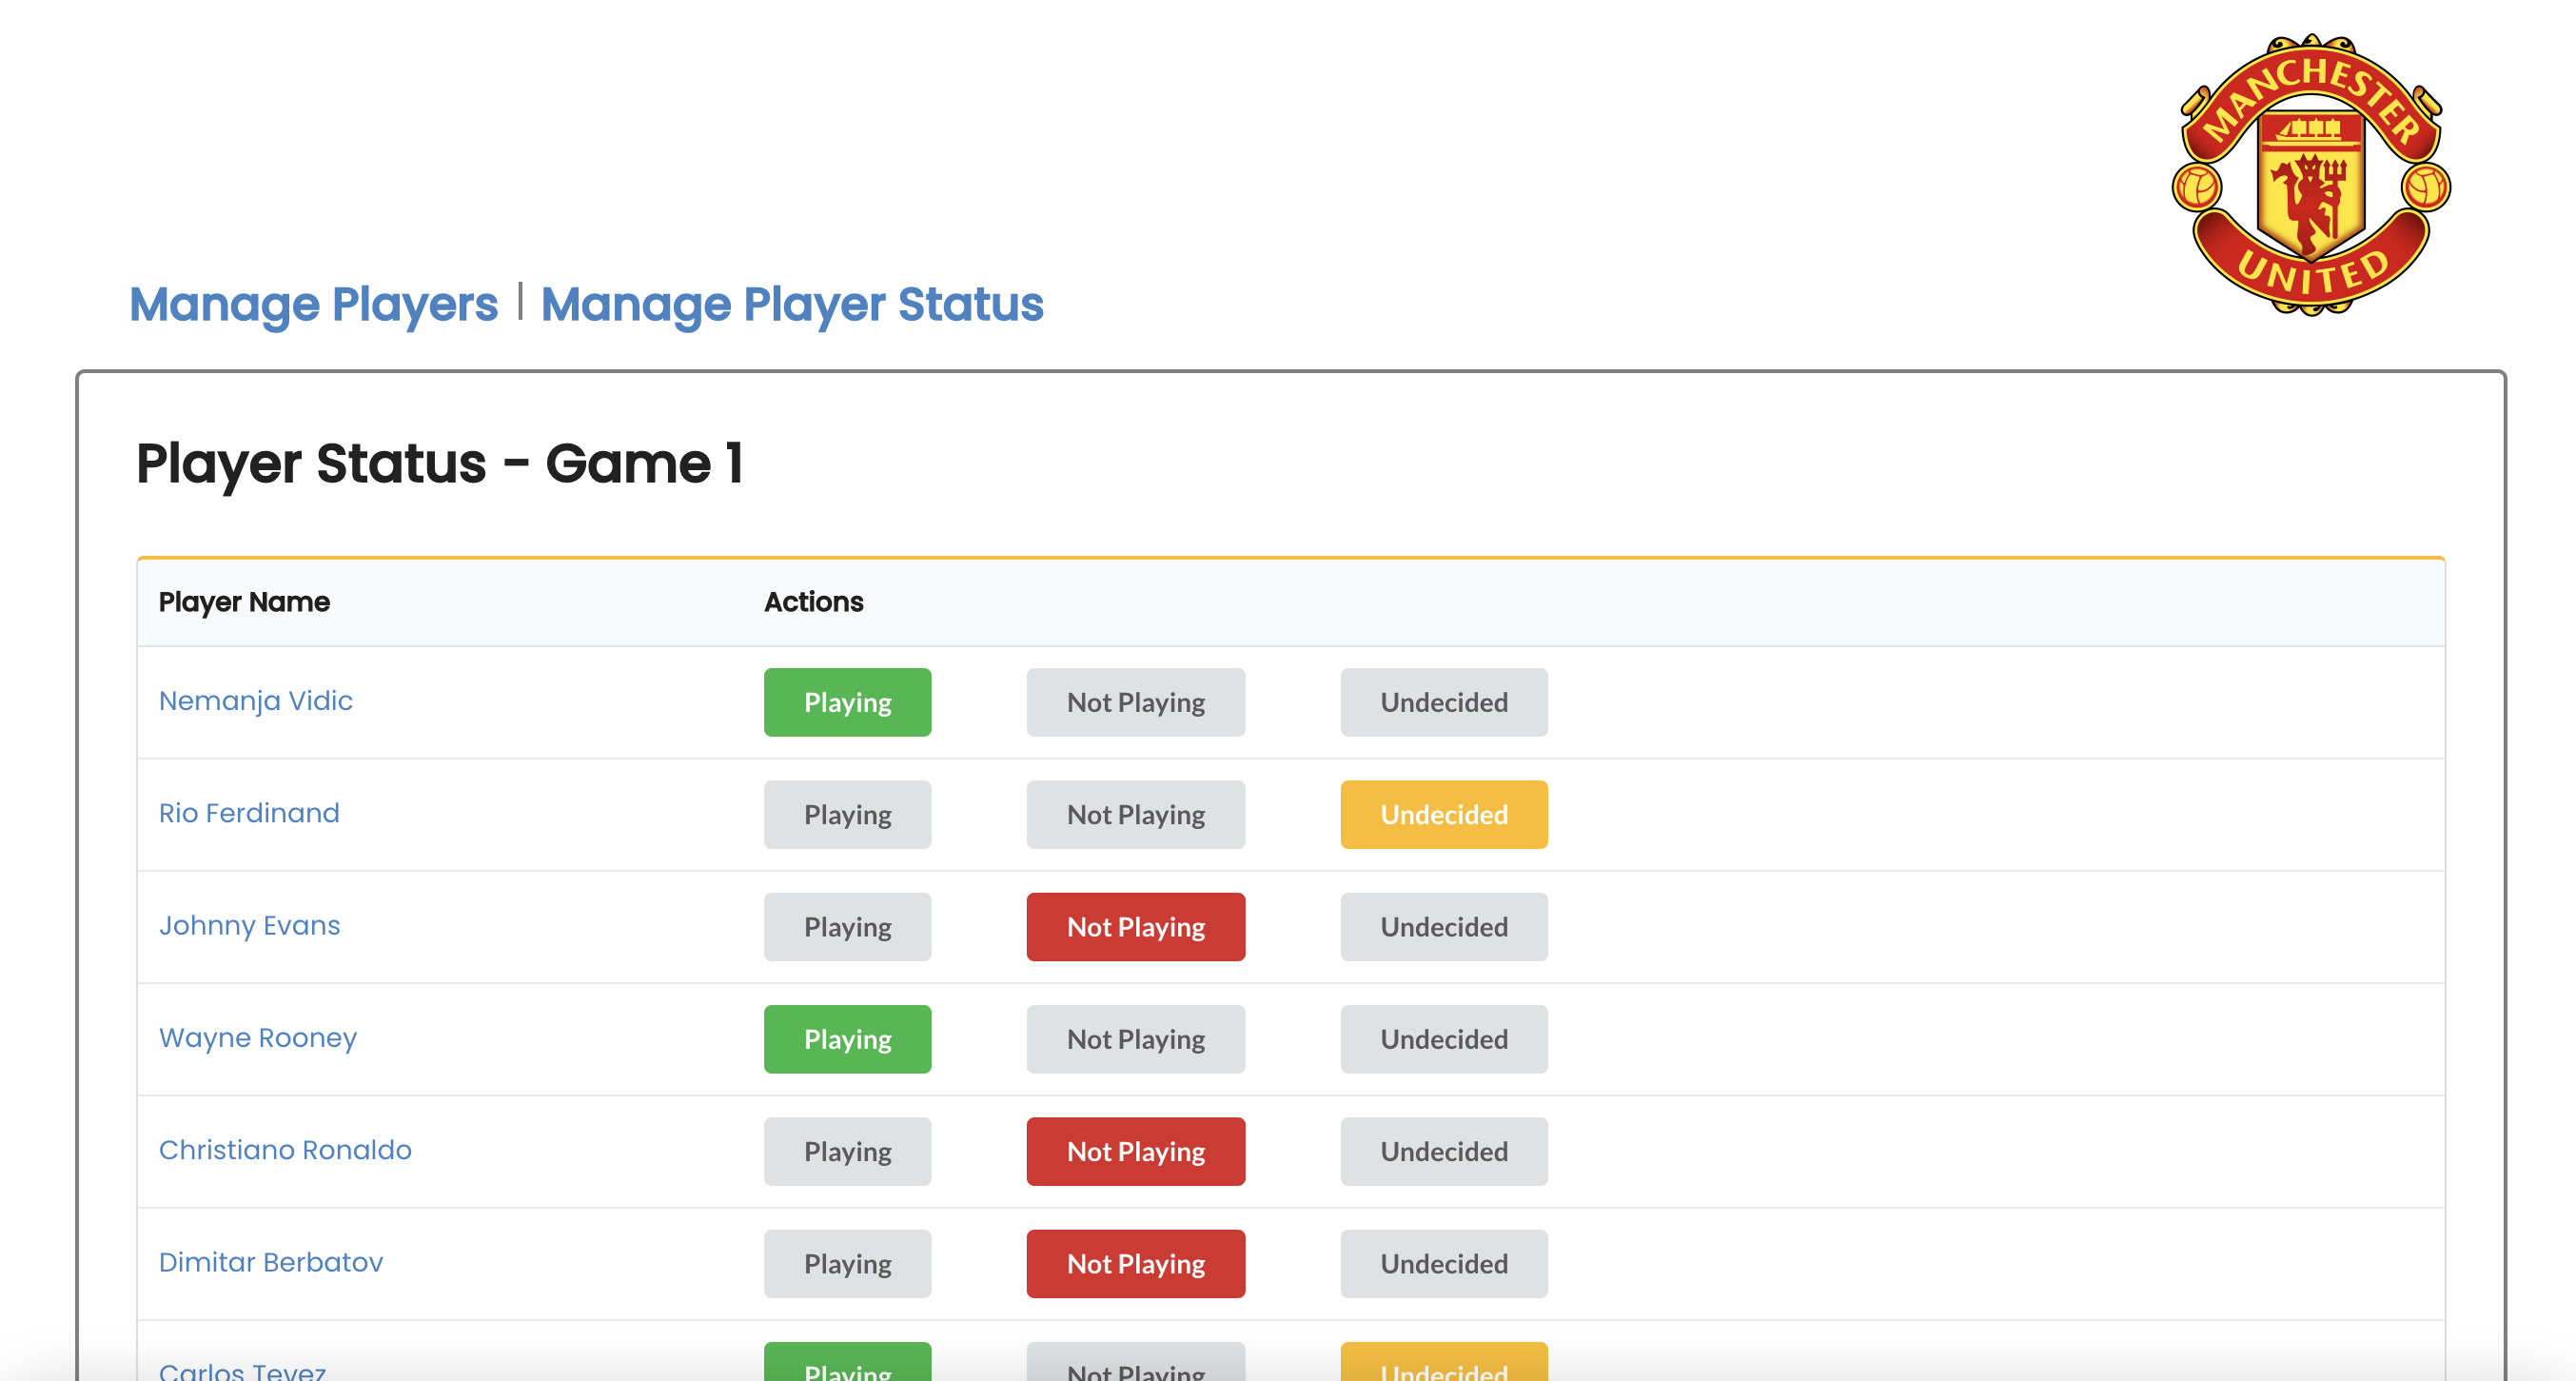 MANCHESTER
UNITED
Manage Players | Manage Player Status
Player Status - Game 1
Player Name Actions
Nemanja Vidic Playing Not Playing Undecided
Rio Ferdinand Playing Not Playing Undecided
Johnny Evans Playing Not Playing Undecided
Wayne Rooney Playing Not Playing Undecided
Christiano Ronaldo Playing Not Playing Undecided
Dimitar Berbatov Playing Not Playing Undecided
Carlos Tevez Playing Not Playing Undecided